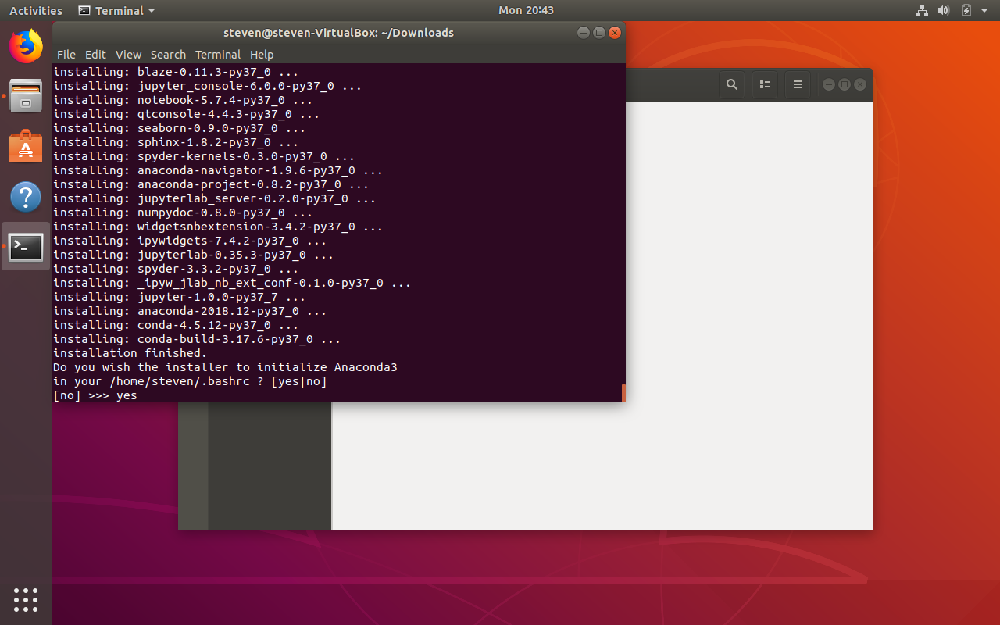 Activities
Terminal
Mon 20:43
steven@steven-VirtualBox: ~/Downloads
File Edit View Search Terminal Help
installing: blaze-0.11.3-py37_0 ...
installing: jupyter_console-6.0.0-py37_0 ...
installing: notebook-5.7.4-py37_0 ...
installing: qtconsole-4.4.3-py37_0 ...
installing: seaborn-0.9.0-py37_0 ...
installing: sphinx-1.8.2-py37_0 ...
installing: spyder-kernels-0.3.0-py37_0 ...
installing: anaconda-navigator-1.9.6-py37_0 ...
installing: anaconda-project-0.8.2-py37_0 ...
installing: jupyterlab_server-0.2.0-py37_0 ...
installing: numpydoc-0.8.0-py37_0 ...
installing: widgetsnbextension-3.4.2-py37_0 ...
installing: ipywidgets-7.4.2-py37_0 ...
installing: jupyterlab-0.35.3-py37_0 ...
installing: spyder-3.3.2-py37_0 ...
installing: _ipyw_jlab_nb_ext_conf-0.1.0-py37_0 ...
installing: jupyter-1.0.0-py37_7 ...
installing: anaconda-2018.12-py37_0 ...
installing: conda-4.5.12-py37_0 ...
installing: conda-build-3.17.6-py37_0 ...
installation finished.
Do you wish the installer to initialize Anaconda3
in your /home/steven/.bashrc ? [yes|no]
[no] >>> yes